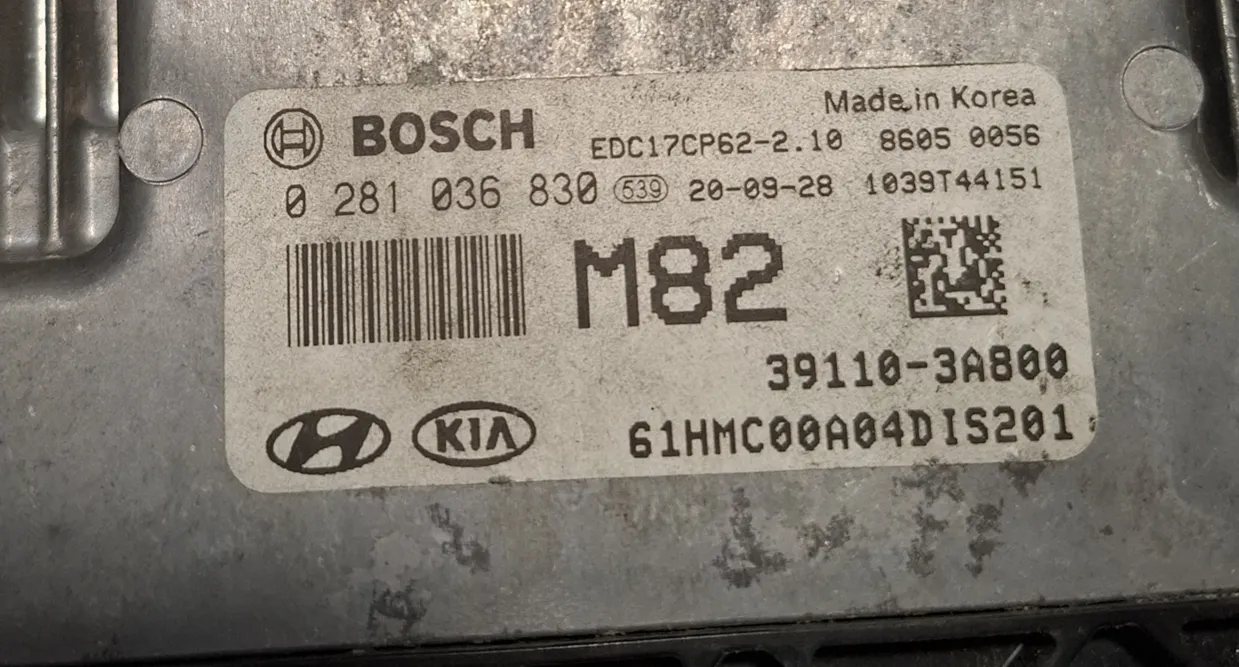 Made in Korea
BOSCH EDC17CP62-2.10 8605 0056
0 281 036 830 539 20-09-28 1039T44151
M82
39110-3A800
KIA 61HMC00A04DIS201